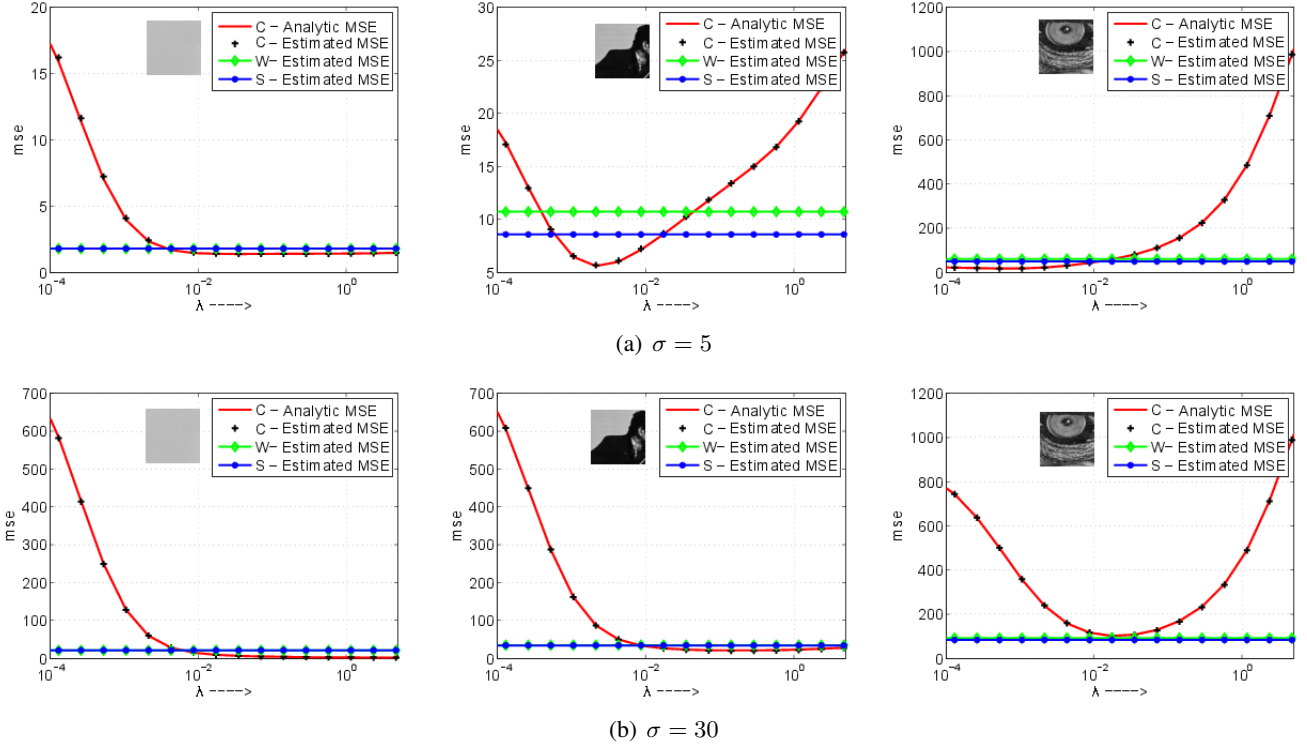 20
15
10
5
0
mse
C – Analytic MSE
C – Estimated MSE
W– Estimated MSE
S – Estimated MSE
10^-4
10^-2
10^0
λ ---->
30
25
20
15
10
5
mse
C – Analytic MSE
C – Estimated MSE
W– Estimated MSE
S – Estimated MSE
10^-4
10^-2
10^0
λ ---->
1200
1000
800
600
400
200
0
mse
C – Analytic MSE
C – Estimated MSE
W– Estimated MSE
S – Estimated MSE
10^-4
10^-2
10^0
λ ---->
(a) σ = 5
700
600
500
400
300
200
100
0
mse
C – Analytic MSE
C – Estimated MSE
W– Estimated MSE
S – Estimated MSE
10^-4
10^-2
10^0
λ ---->
700
600
500
400
300
200
100
0
mse
C – Analytic MSE
C – Estimated MSE
W– Estimated MSE
S – Estimated MSE
10^-4
10^-2
10^0
λ ---->
1200
1000
800
600
400
200
0
mse
C – Analytic MSE
C – Estimated MSE
W– Estimated MSE
S – Estimated MSE
10^-4
10^-2
10^0
λ ---->
(b) σ = 30